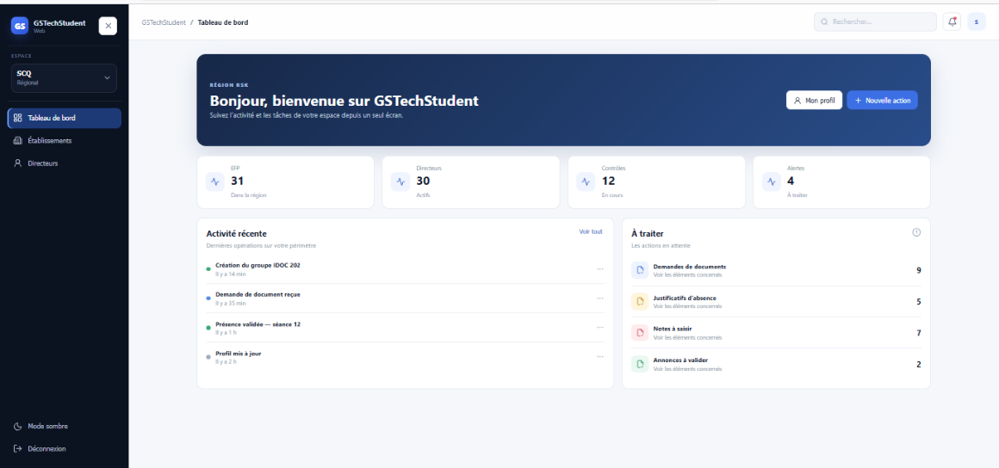 GS
GSTechStudent
Web
ESPACE
SCQ
Régional
Tableau de bord
Établissements
Directeurs
Mode sombre
Déconnexion
GSTechStudent / Tableau de bord
Rechercher...
S
RÉGION RSK
Bonjour, bienvenue sur GSTechStudent
Suivez l'activité et les tâches de votre espace depuis un seul écran.
Mon profil
+ Nouvelle action
EFP
31
Dans la région
Directeurs
30
Actifs
Contrôles
12
En cours
Alertes
4
À traiter
Activité récente
Voir tout
Dernières opérations sur votre périmètre
Création du groupe IDOC 202
Il y a 14 min
Demande de document reçue
Il y a 35 min
Présence validée — séance 12
Il y a 1 h
Profil mis à jour
Il y a 2 h
À traiter
Les actions en attente
Demandes de documents
Voir les éléments concernés
9
Justificatifs d'absence
Voir les éléments concernés
5
Notes à saisir
Voir les éléments concernés
7
Annonces à valider
Voir les éléments concernés
2